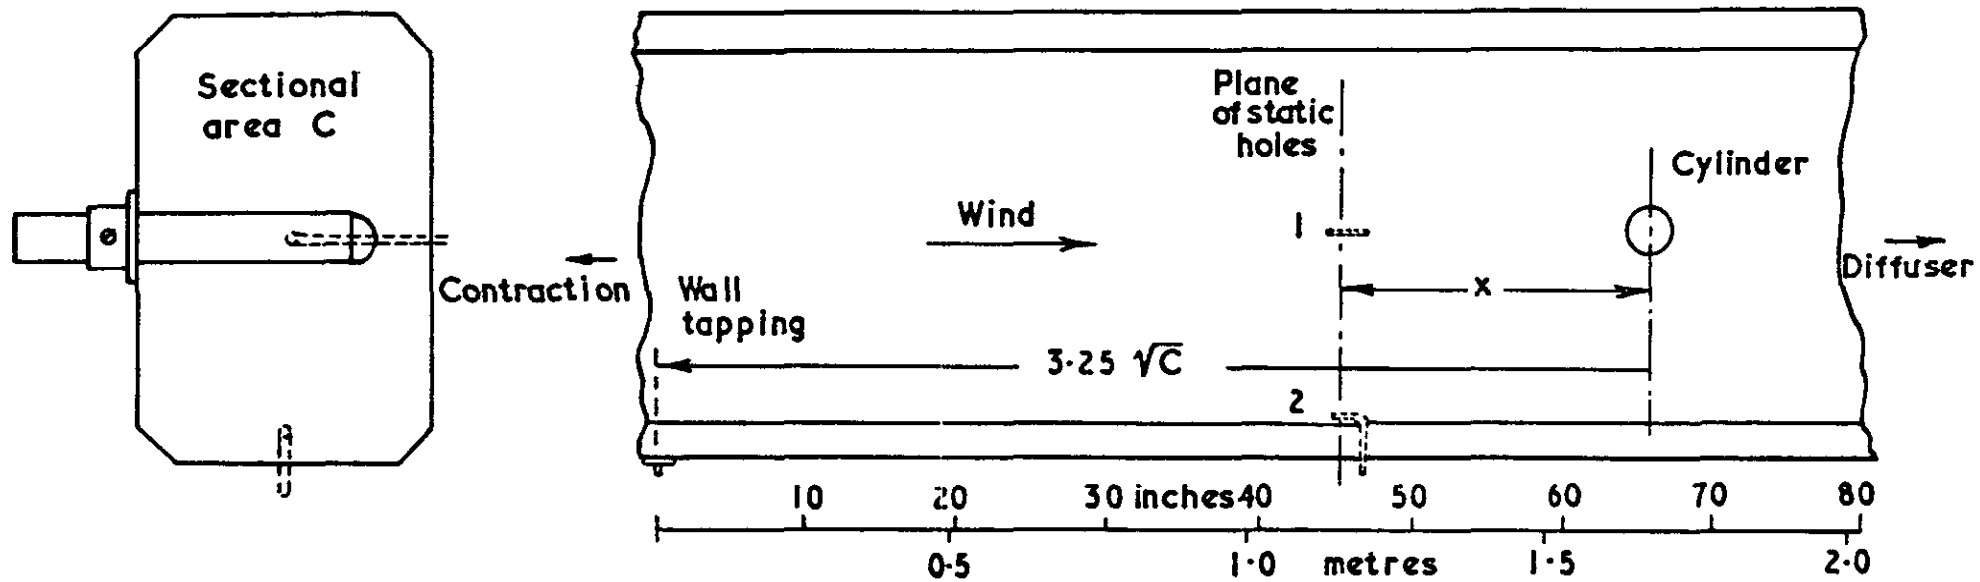 Sectional
area C
Contraction
Wall
tapping
Wind
Plane
of static
holes
Cylinder
1
x
Diffuser
3·25 √C
2
10 20 30 inches 40 50 60 70 80
0·5 1·0 metres 1·5 2·0